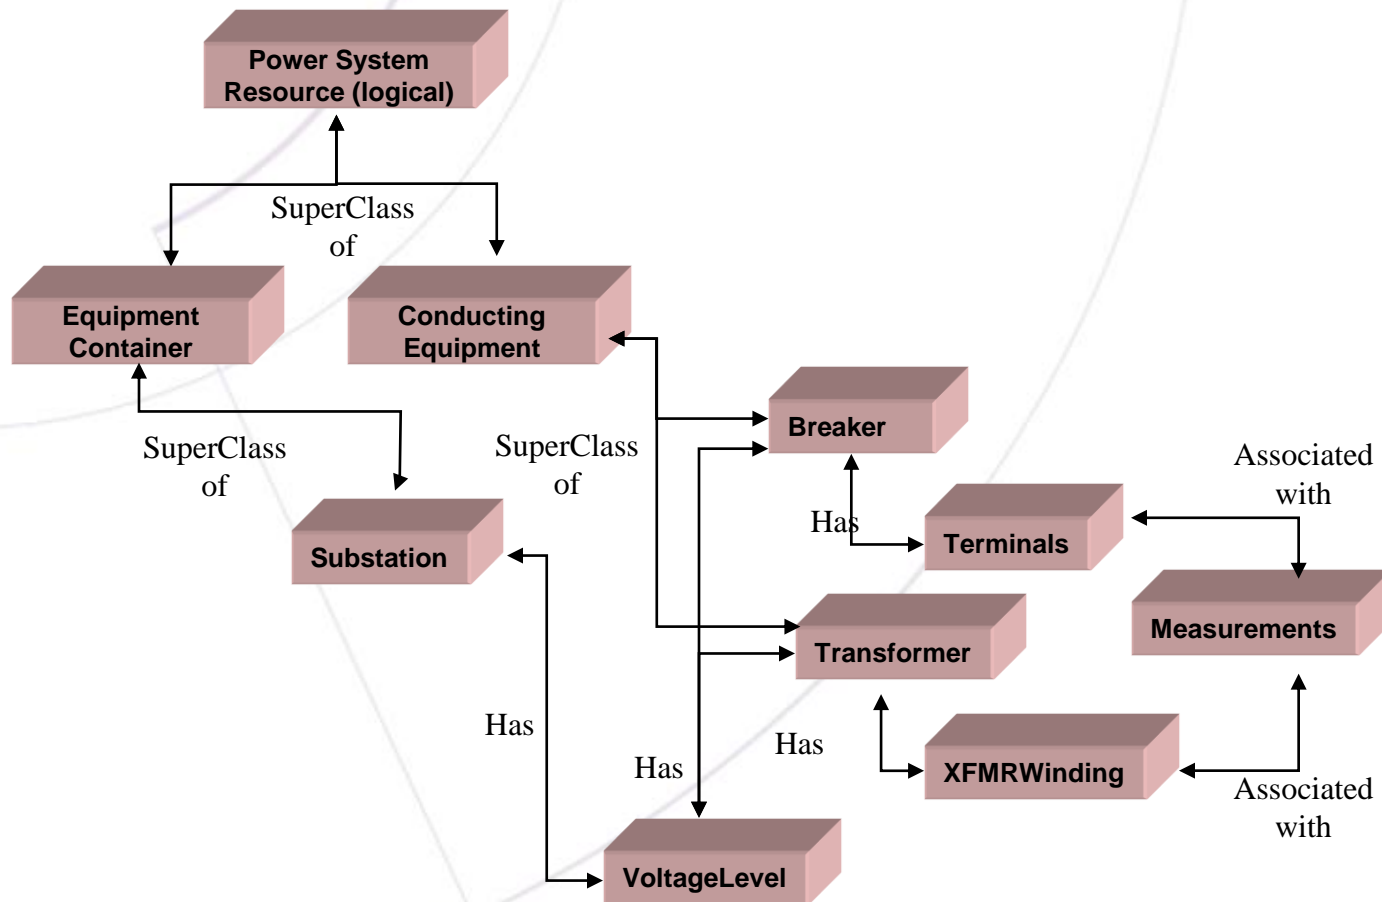 Power System
Resource (logical)
SuperClass
of
Equipment
Container
Conducting
Equipment
SuperClass
of
SuperClass
of
Breaker
Associated
with
Has
Terminals
Substation
Measurements
Transformer
Has
Has
Has
XFMRWinding
Associated
with
VoltageLevel